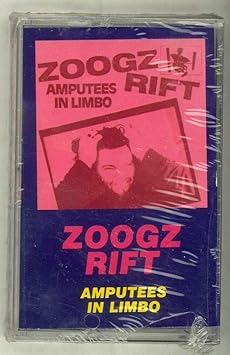 ZOOGZ
RIFT
AMPUTEES
IN LIMBO
ZOOGZ
RIFT
AMPUTEES
IN LIMBO